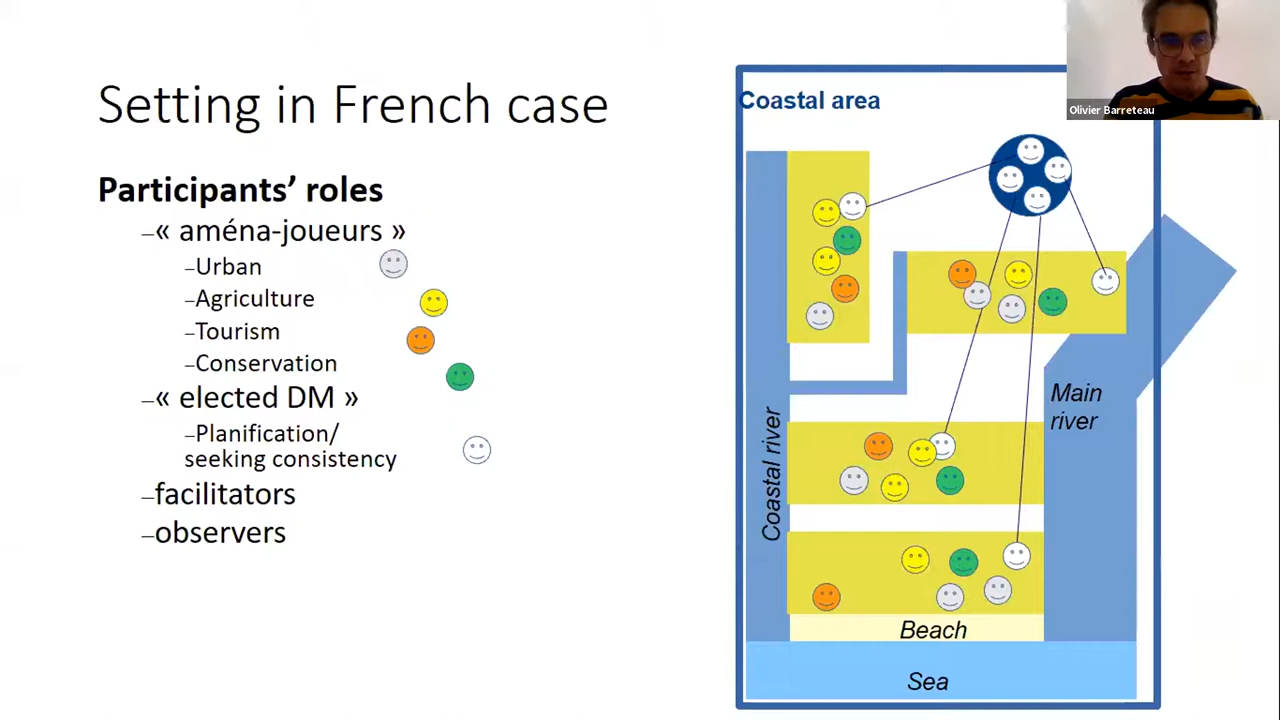 Setting in French case
Participants’ roles
–« aména-joueurs »
–Urban
–Agriculture
–Tourism
–Conservation
–« elected DM »
–Planification/
seeking consistency
–facilitators
–observers
Coastal area
Olivier Barreteau
Main
river
Coastal river
Beach
Sea